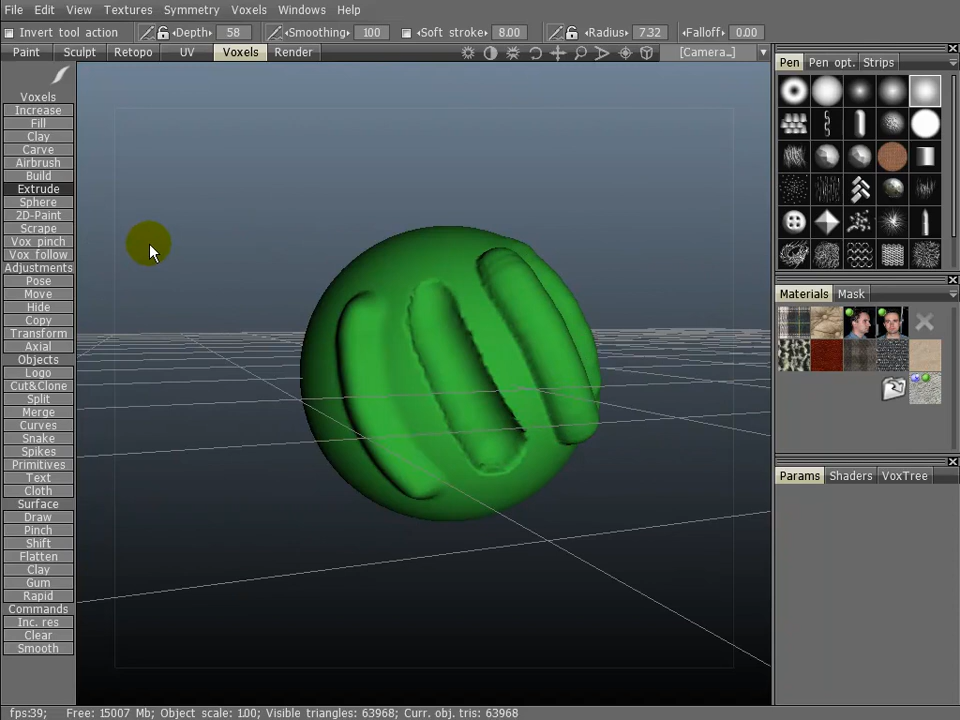 File Edit View Textures Symmetry Voxels Windows Help
Invert tool action Depth: 58 Smoothing: 100 Soft stroke: 8.00 Radius: 7.32 Falloff: 0.00
Paint Sculpt Retopo UV Voxels Render [Camera...]
Voxels
Increase
Fill
Clay
Carve
Airbrush
Build
Extrude
Sphere
2D-Paint
Scrape
Vox pinch
Vox follow
Adjustments
Pose
Move
Hide
Copy
Transform
Axial
Objects
Logo
Cut&Clone
Split
Merge
Curves
Snake
Spikes
Primitives
Text
Cloth
Surface
Draw
Pinch
Shift
Flatten
Clay
Gum
Rapid
Commands
Inc. res
Clear
Smooth
Pen Pen opt. Strips
Materials Mask
Params Shaders VoxTree
fps:39; Free: 15007 Mb; Object scale: 1.00; Visible triangles: 63968; Curr. obj. tris: 63968